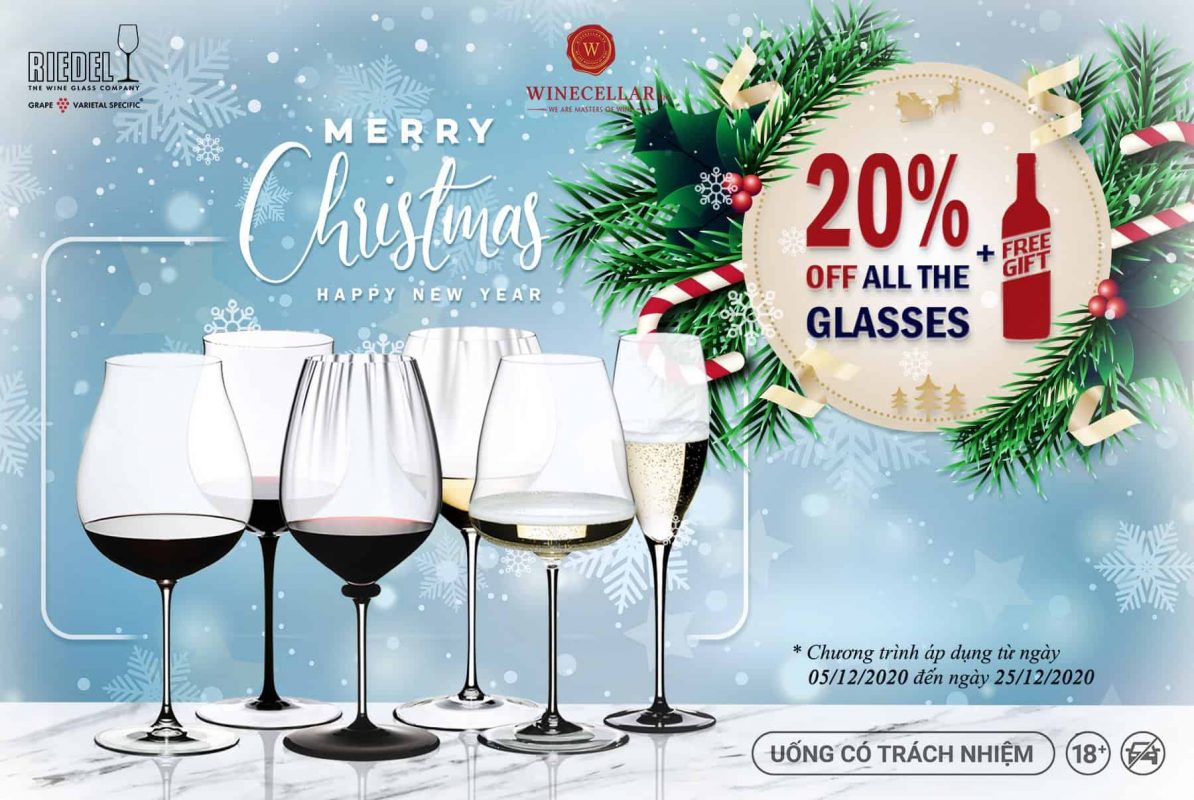 RIEDEL
THE WINE GLASS COMPANY
GRAPE VARIETAL SPECIFIC®
W
WINECELLAR
WE ARE MASTERS OF WINE
MERRY
Christmas
HAPPY NEW YEAR
20%
OFF ALL THE
GLASSES
+
FREE
GIFT
* Chương trình áp dụng từ ngày
05/12/2020 đến ngày 25/12/2020
UỐNG CÓ TRÁCH NHIỆM
18+